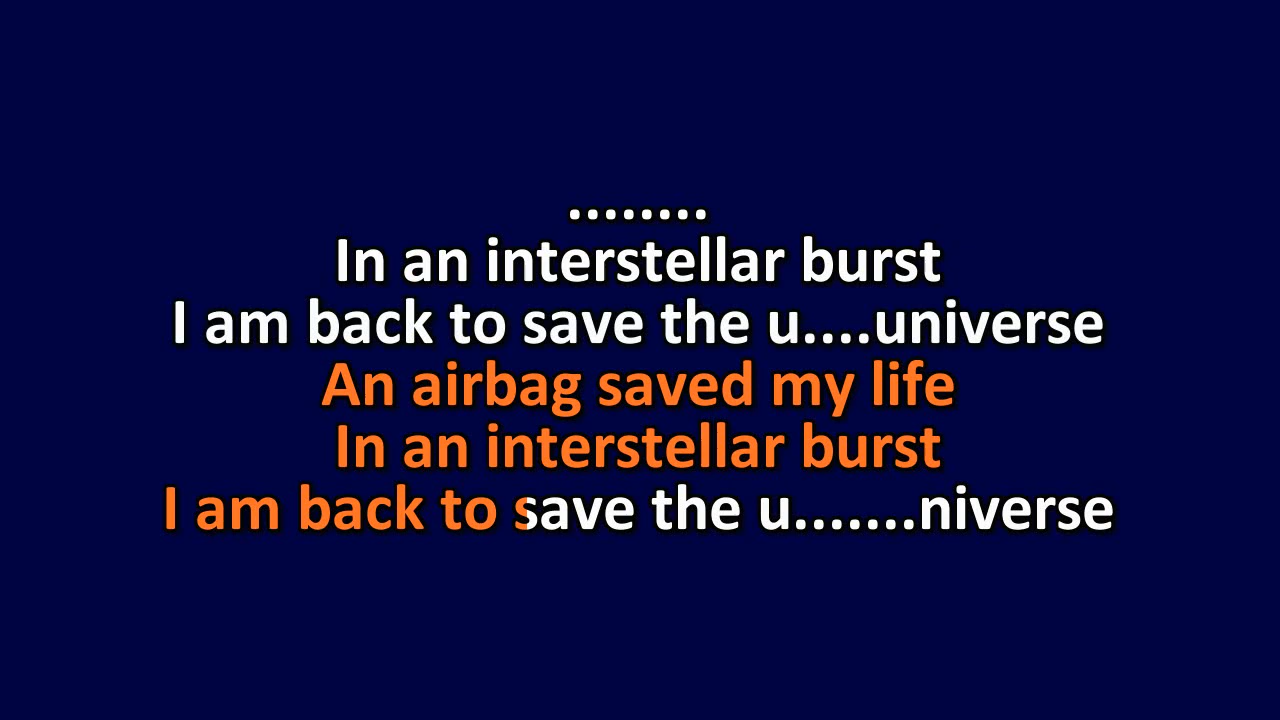 ........
In an interstellar burst
I am back to save the u....universe
An airbag saved my life
In an interstellar burst
I am back to save the u.......niverse